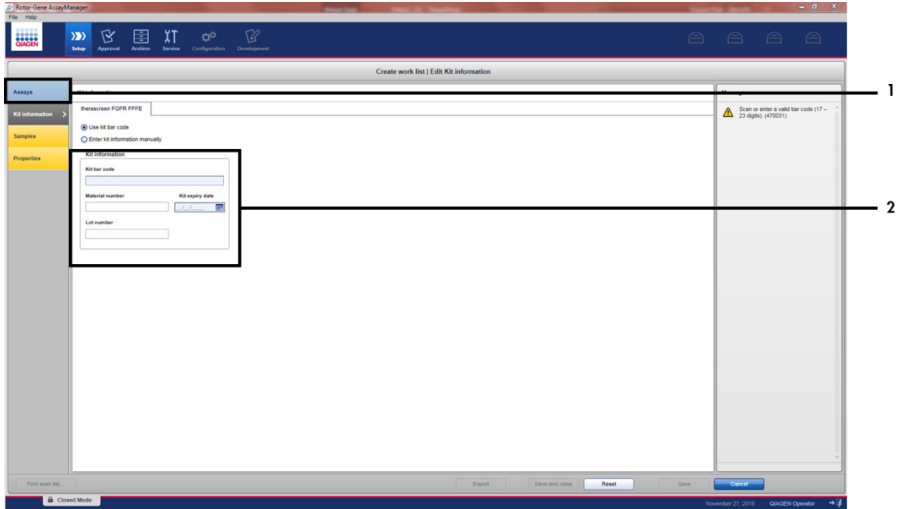 Rotor-Gene AssayManager
File Help
QIAGEN
Setup Approval Archive Service Configuration Development
Create work list | Edit Kit information
Assays
1
Kit information
therascreen FGFR FFPE
Use kit bar code
Enter kit information manually
Samples
Properties
Scan or enter a valid bar code (17 –
23 digits). (470031)
Kit information
Kit bar code
Material number Kit expiry date
2
Lot number
Print work list... Export Save and close Reset Save Cancel
Closed Mode November 27, 2016 QIAGEN Operator